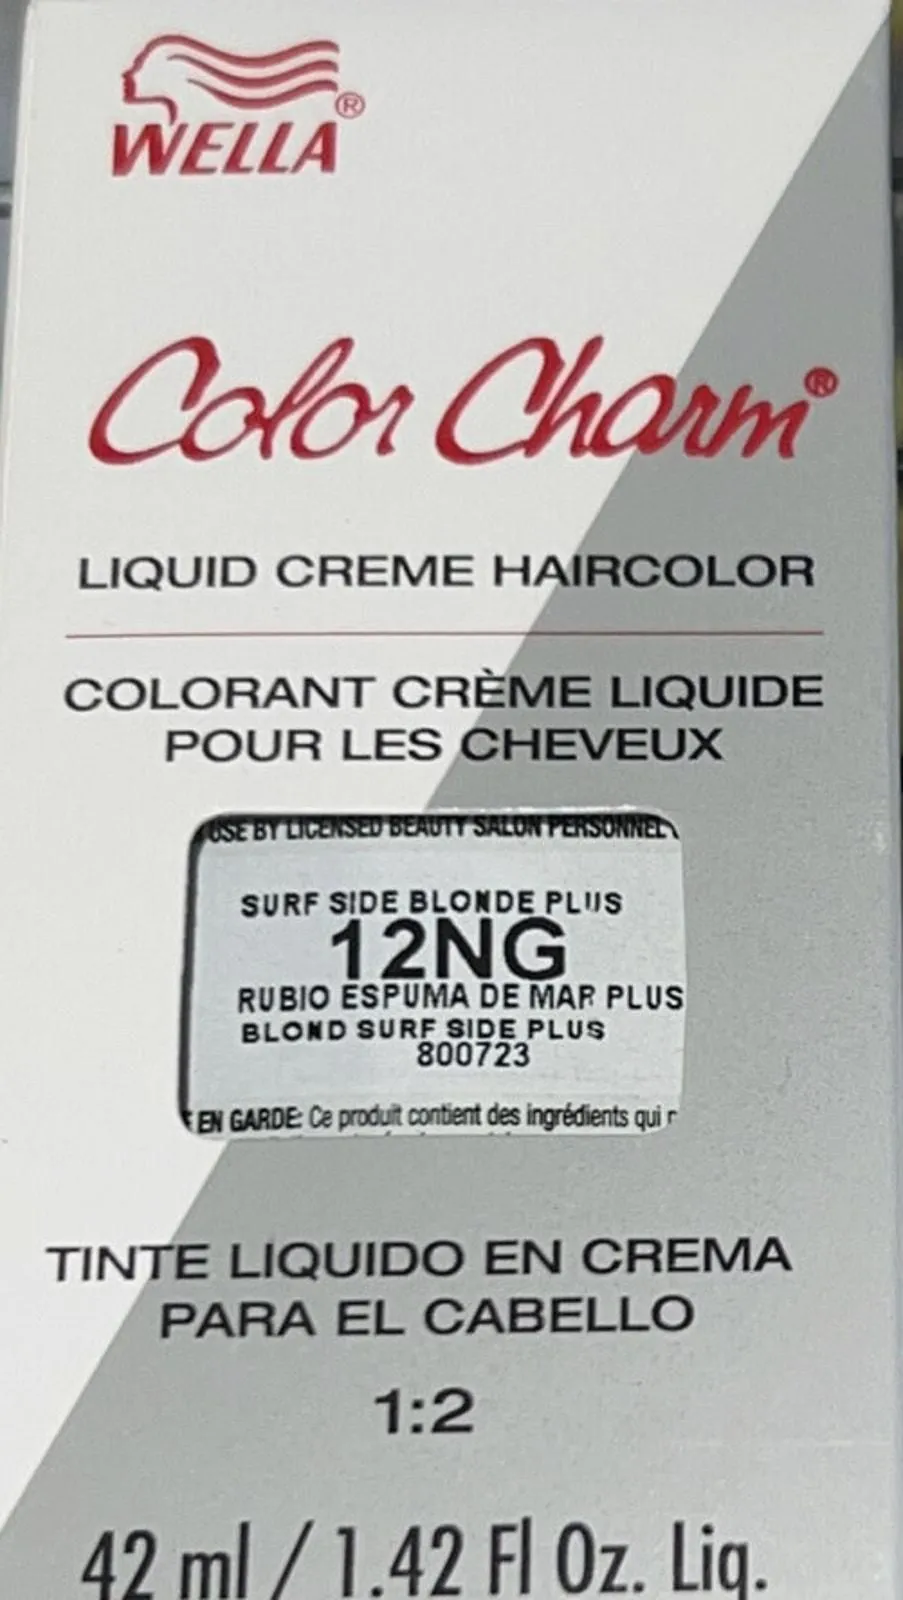 WELLA®
Color Charm®
LIQUID CREME HAIRCOLOR
COLORANT CRÈME LIQUIDE
POUR LES CHEVEUX
USE BY LICENSED BEAUTY SALON PERSONNEL
SURF SIDE BLONDE PLUS
12NG
RUBIO ESPUMA DE MAR PLUS
BLOND SURF SIDE PLUS
800723
EN GARDE: Ce produit contient des ingrédients qui
TINTE LIQUIDO EN CREMA
PARA EL CABELLO
1:2
42 ml / 1.42 Fl Oz. Liq.